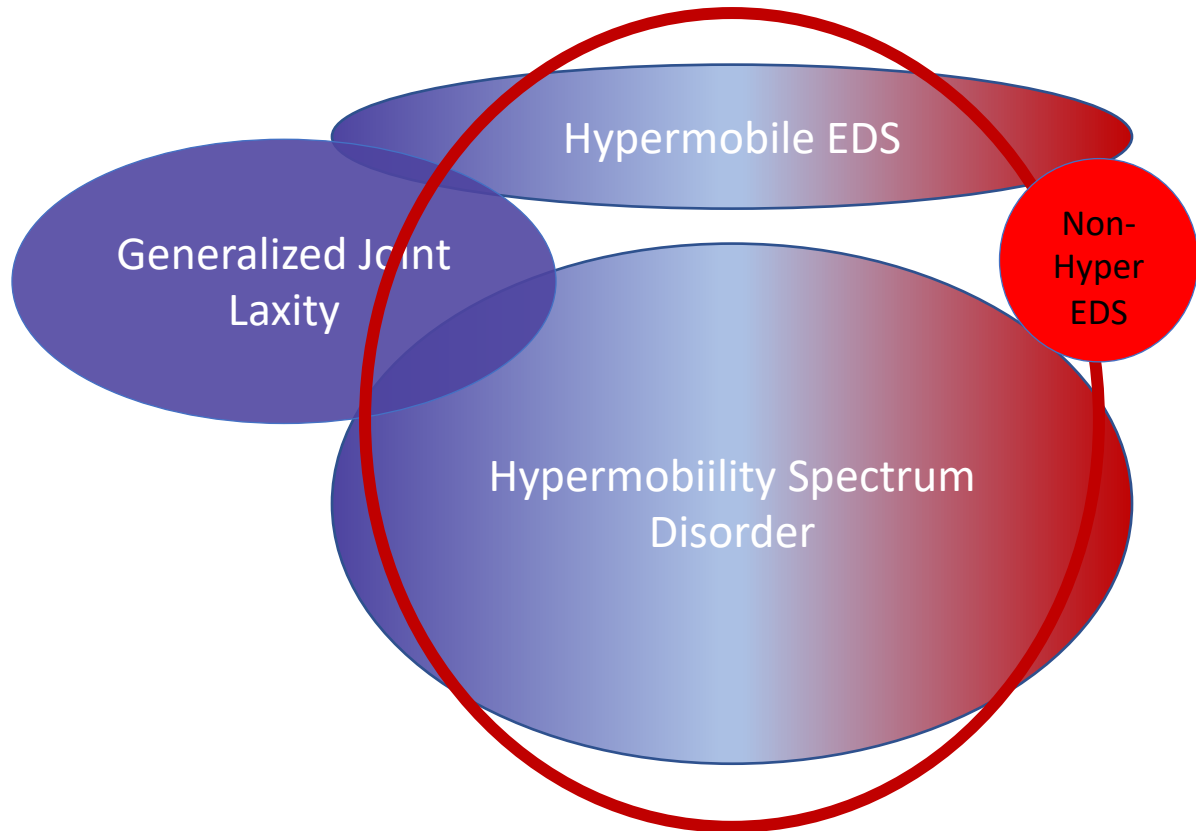 Hypermobile EDS
Generalized Joint
Laxity
Non-
Hyper
EDS
Hypermobiility Spectrum
Disorder